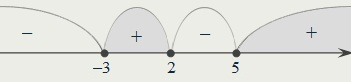 – + – +
–3 2 5